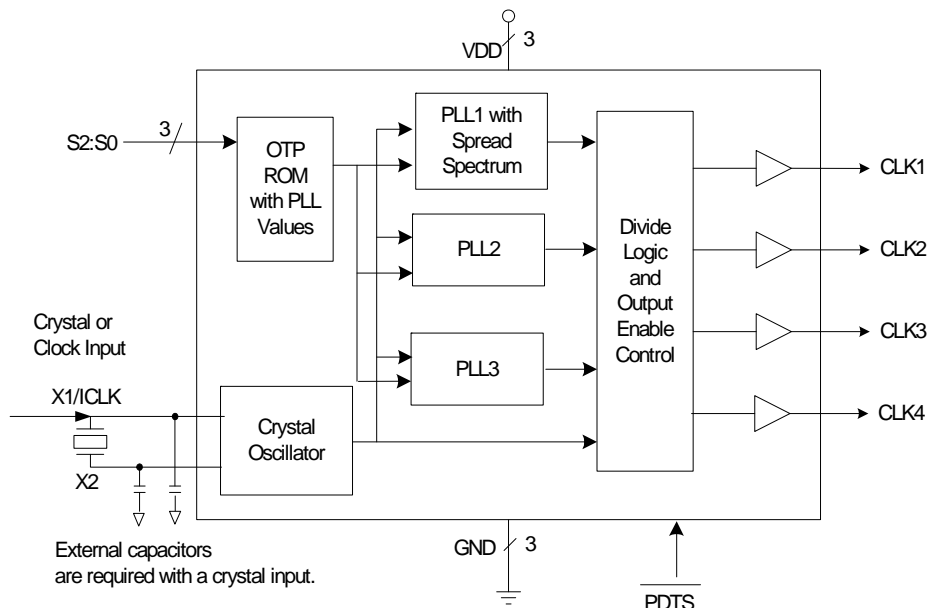 VDD
3
S2:S0
3
OTP
ROM
with PLL
Values
PLL1 with
Spread
Spectrum
PLL2
PLL3
Divide
Logic
and
Output
Enable
Control
CLK1
CLK2
CLK3
CLK4
Crystal or
Clock Input
X1/ICLK
X2
Crystal
Oscillator
External capacitors
are required with a crystal input.
GND
3
PDTS